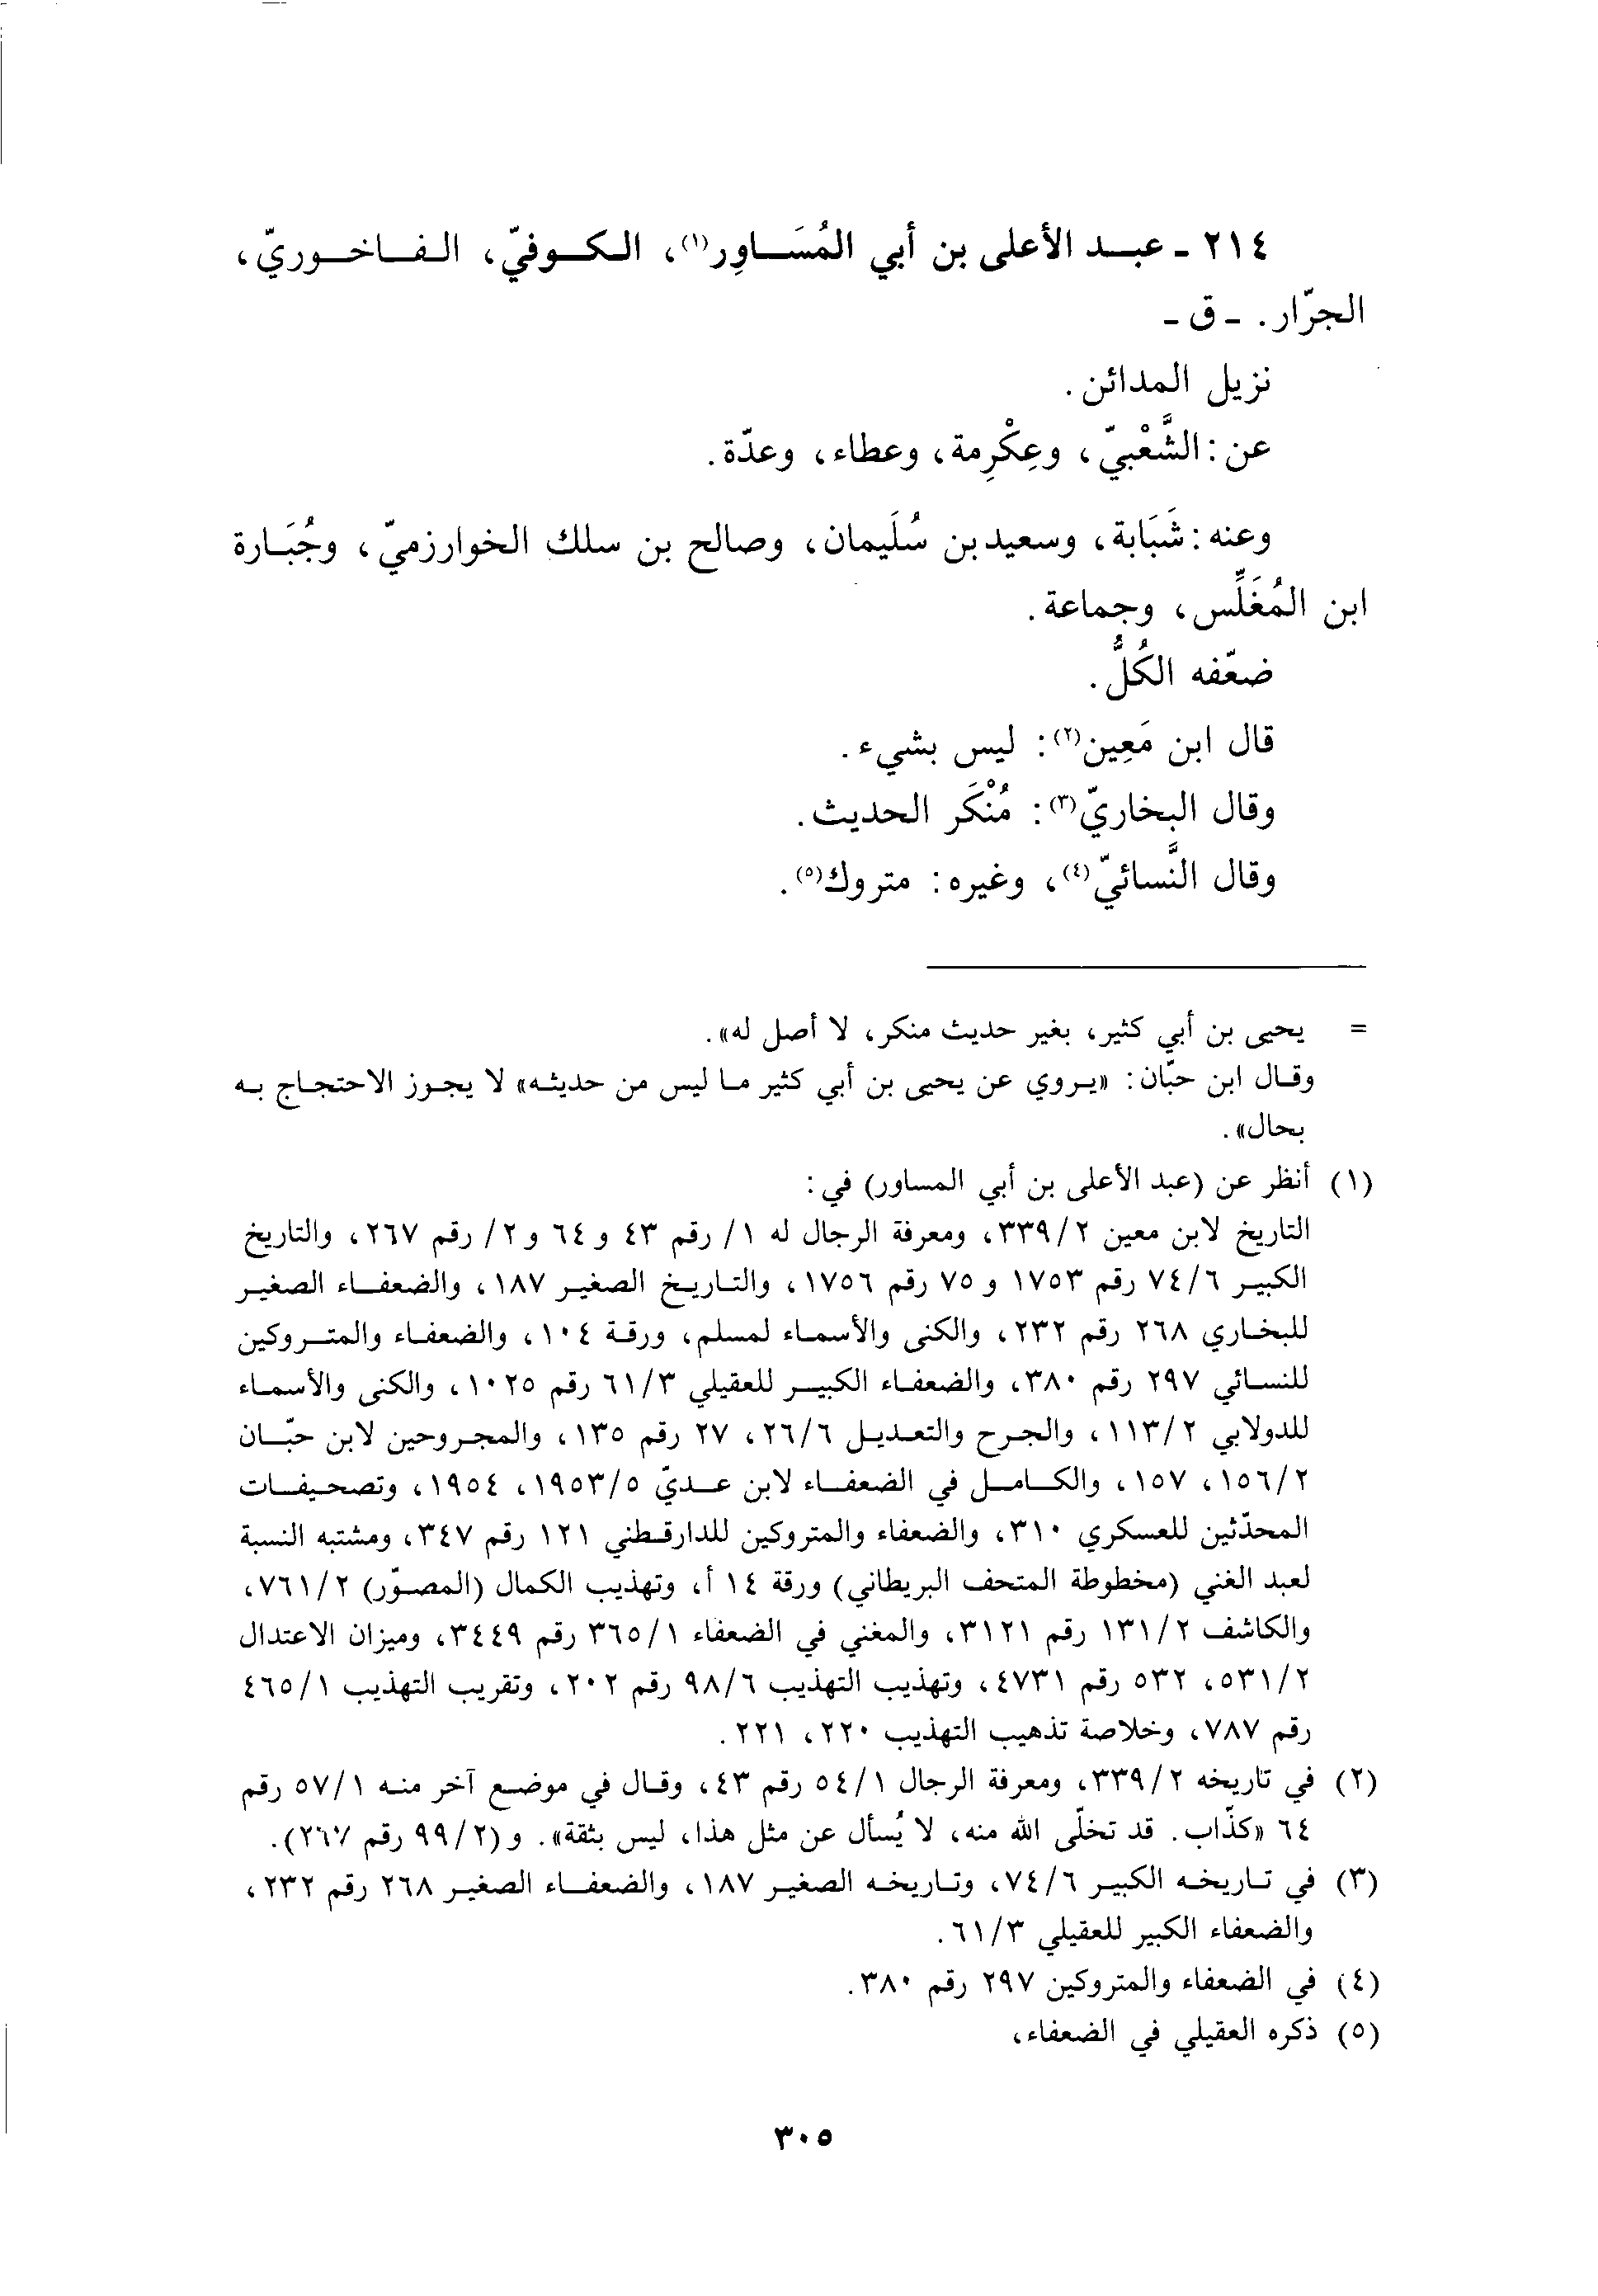 ٢١٤ ـ عبد الأعلى بن أبي المُسَاوِر(١)، الكوفيّ، الفاخوريّ،
الجرّار. ـ ق ـ
نزيل المدائن.
عن: الشَّعْبيّ، وعِكْرِمة، وعطاء، وعدّة.
وعنه: شَبَابة، وسعيد بن سُلَيمان، وصالح بن سلك الخوارزميّ، وجُبَارة
ابن المُغَلِّس، وجماعة.
ضعّفه الكُلُّ.
قال ابن مَعِين(٢): ليس بشيء.
وقال البخاريّ(٣): مُنْكَر الحديث.
وقال النَّسائيّ(٤)، وغيره: متروك(٥).
= يحيى بن أبي كثير، بغير حديث منكر، لا أصل له».
وقال ابن حبّان: «يروي عن يحيى بن أبي كثير ما ليس من حديثه» لا يجوز الاحتجاج به
بحال».
(١) أنظر عن (عبد الأعلى بن أبي المساور) في:
التاريخ لابن معين ٣٣٩/٢، ومعرفة الرجال له ١/ رقم ٤٣ و ٦٤ و ٢/ رقم ٢٦٧، والتاريخ
الكبير ٧٤/٦ رقم ١٧٥٣ و ٧٥ رقم ١٧٥٦، والتاريخ الصغير ١٨٧، والضعفاء الصغير
للبخاري ٢٦٨ رقم ٢٣٢، والكنى والأسماء لمسلم، ورقة ١٠٤، والضعفاء والمتروكين
للنسائي ٢٩٧ رقم ٣٨٠، والضعفاء الكبير للعقيلي ٦١/٣ رقم ١٠٢٥، والكنى والأسماء
للدولابي ١١٣/٢، والجرح والتعديل ٢٦/٦، ٢٧ رقم ١٣٥، والمجروحين لابن حبّان
١٥٦/٢، ١٥٧، والكامل في الضعفاء لابن عديّ ١٩٥٣/٥، ١٩٥٤، وتصحيفات
المحدّثين للعسكري ٣١٠، والضعفاء والمتروكين للدارقطني ١٢١ رقم ٣٤٧، ومشتبه النسبة
لعبد الغني (مخطوطة المتحف البريطاني) ورقة ١٤ أ، وتهذيب الكمال (المصوّر) ٧٦١/٢،
والكاشف ١٣١/٢ رقم ٣١٢١، والمغني في الضعفاء ٣٦٥/١ رقم ٣٤٤٩، وميزان الاعتدال
٥٣١/٢، ٥٣٢ رقم ٤٧٣١، وتهذيب التهذيب ٩٨/٦ رقم ٢٠٢، وتقريب التهذيب ٤٦٥/١
رقم ٧٨٧، وخلاصة تذهيب التهذيب ٢٢٠، ٢٢١.
(٢) في تاريخه ٣٣٩/٢، ومعرفة الرجال ٥٤/١ رقم ٤٣، وقال في موضع آخر منه ٥٧/١ رقم
٦٤ «كذّاب. قد تخلّى الله منه، لا يُسأل عن مثل هذا، ليس بثقة». و (٩٩/٢ رقم ٢٦٧).
(٣) في تاريخه الكبير ٧٤/٦، وتاريخه الصغير ١٨٧، والضعفاء الصغير ٢٦٨ رقم ٢٣٢،
والضعفاء الكبير للعقيلي ٦١/٣.
(٤) في الضعفاء والمتروكين ٢٩٧ رقم ٣٨٠.
(٥) ذكره العقيلي في الضعفاء،
٣٠٥